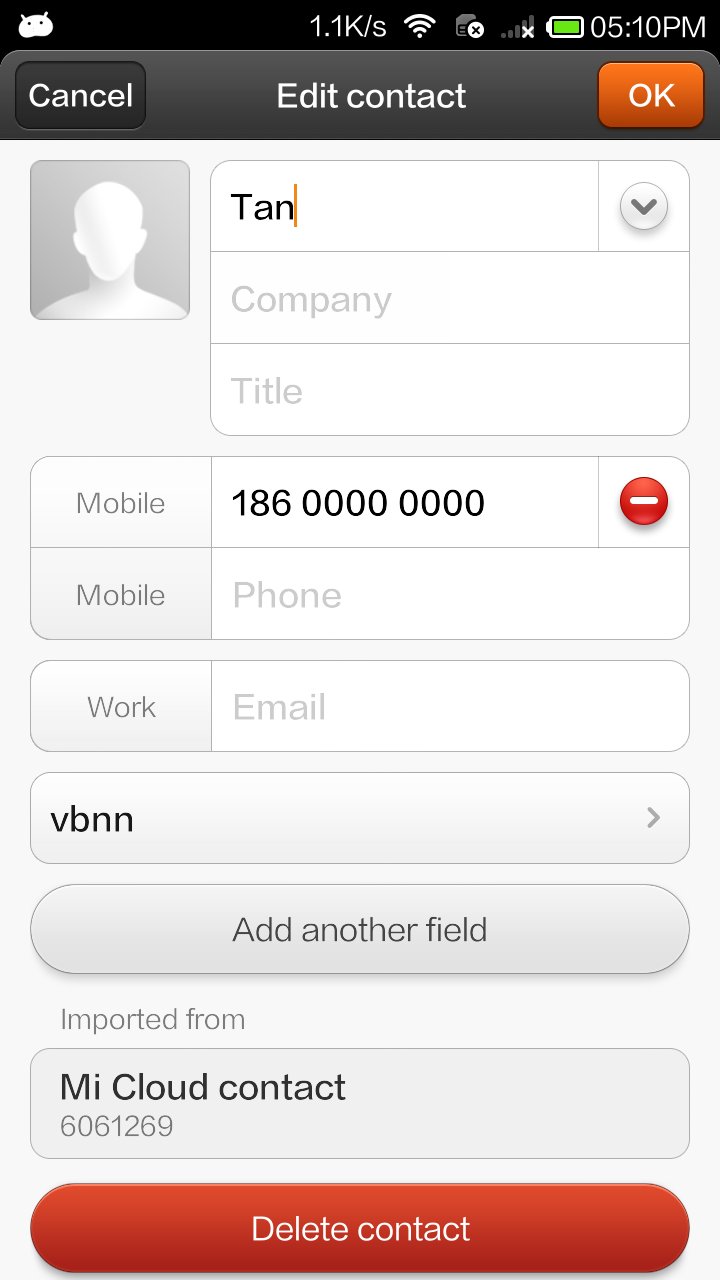 1.1K/s 05:10PM
Cancel Edit contact OK
Tan
Company
Title
Mobile 186 0000 0000
Mobile Phone
Work Email
vbnn
Add another field
Imported from
Mi Cloud contact
6061269
Delete contact